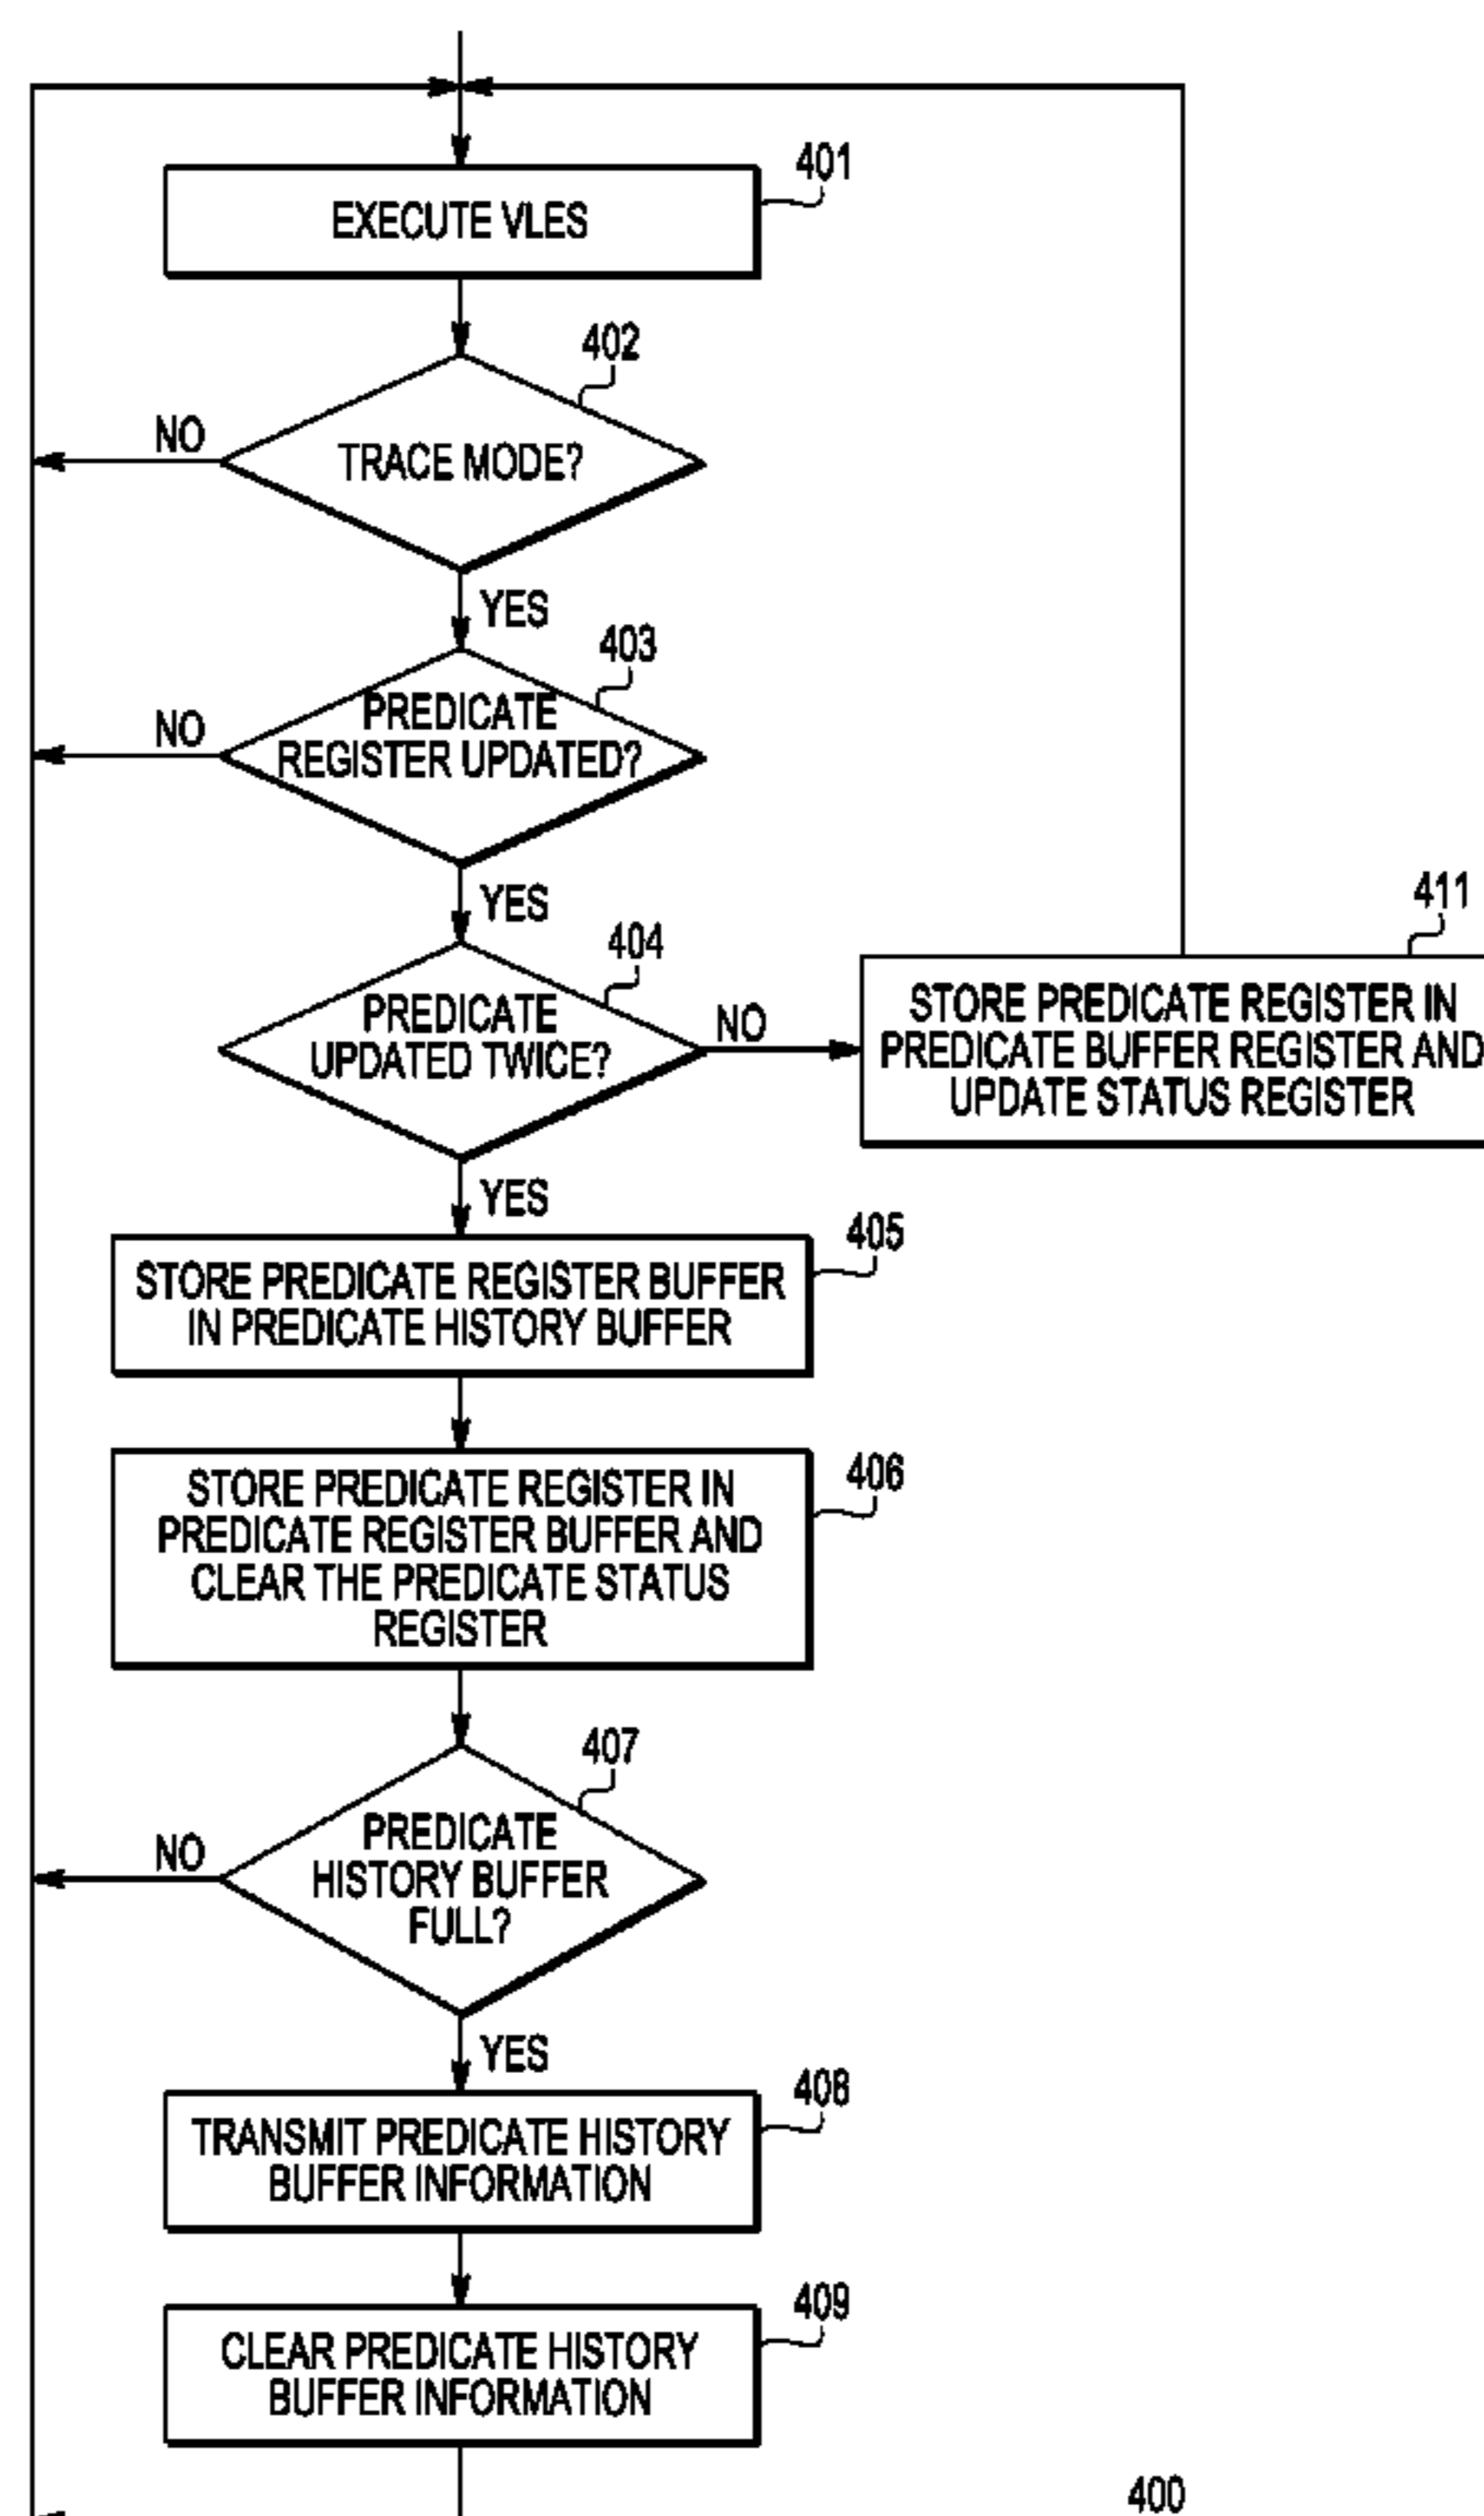 401
EXECUTE VLES
402
NO
TRACE MODE?
YES
403
NO
PREDICATE
REGISTER UPDATED?
YES
404
PREDICATE
UPDATED TWICE?
NO
411
STORE PREDICATE REGISTER IN
PREDICATE BUFFER REGISTER AND
UPDATE STATUS REGISTER
YES
405
STORE PREDICATE REGISTER BUFFER
IN PREDICATE HISTORY BUFFER
406
STORE PREDICATE REGISTER IN
PREDICATE REGISTER BUFFER AND
CLEAR THE PREDICATE STATUS
REGISTER
407
NO
PREDICATE
HISTORY BUFFER
FULL?
YES
408
TRANSMIT PREDICATE HISTORY
BUFFER INFORMATION
409
CLEAR PREDICATE HISTORY
BUFFER INFORMATION
400